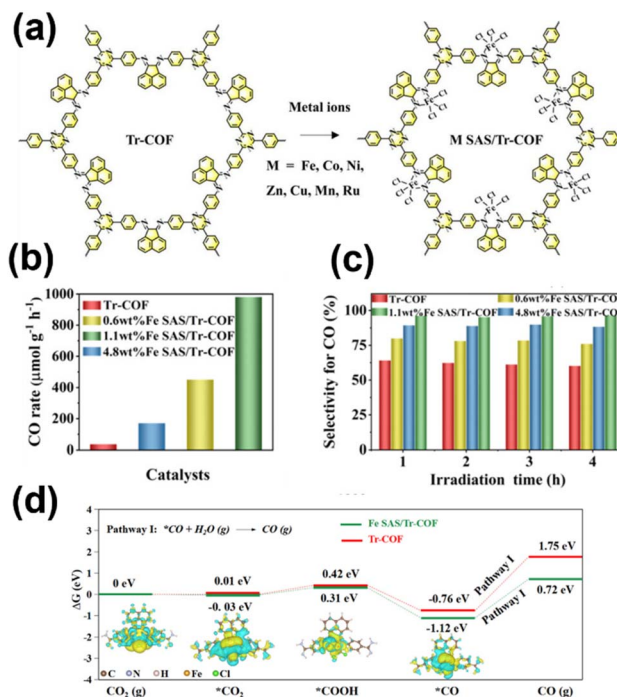 (a)
Tr-COF
Metal ions
M = Fe, Co, Ni,
Zn, Cu, Mn, Ru
M SAS/Tr-COF
(b)
CO rate (μmol g⁻¹ h⁻¹)
1000
800
600
400
200
0
Tr-COF
0.6wt%Fe SAS/Tr-COF
1.1wt%Fe SAS/Tr-COF
4.8wt%Fe SAS/Tr-COF
Catalysts
(c)
Selectivity for CO (%)
100
75
50
25
0
Tr-COF 0.6wt%Fe SAS/Tr-COF
1.1wt%Fe SAS/Tr-COF 4.8wt%Fe SAS/Tr-COF
1 2 3 4
Irradiation time (h)
(d)
ΔG (eV)
4
3
2
1
0
-1
-2
-3
-4
Pathway I: *CO + H₂O (g) → CO (g)
Fe SAS/Tr-COF
Tr-COF
0 eV
0.01 eV
-0.03 eV
0.42 eV
0.31 eV
-0.76 eV
-1.12 eV
Pathway I
Pathway I
1.75 eV
0.72 eV
C N H Fe Cl
CO₂ (g) *CO₂ *COOH *CO CO (g)